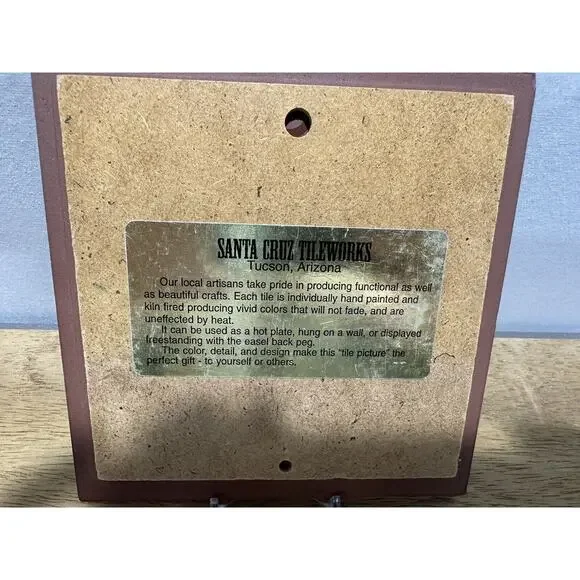 SANTA CRUZ TILEWORKS
Tucson, Arizona
Our local artisans take pride in producing functional as well
as beautiful crafts. Each tile is individually hand painted and
kiln fired producing vivid colors that will not fade, and are
uneffected by heat.
It can be used as a hot plate, hung on a wall, or displayed
freestanding with the easel back peg.
The color, detail, and design make this "tile picture" the
perfect gift - to yourself or others.